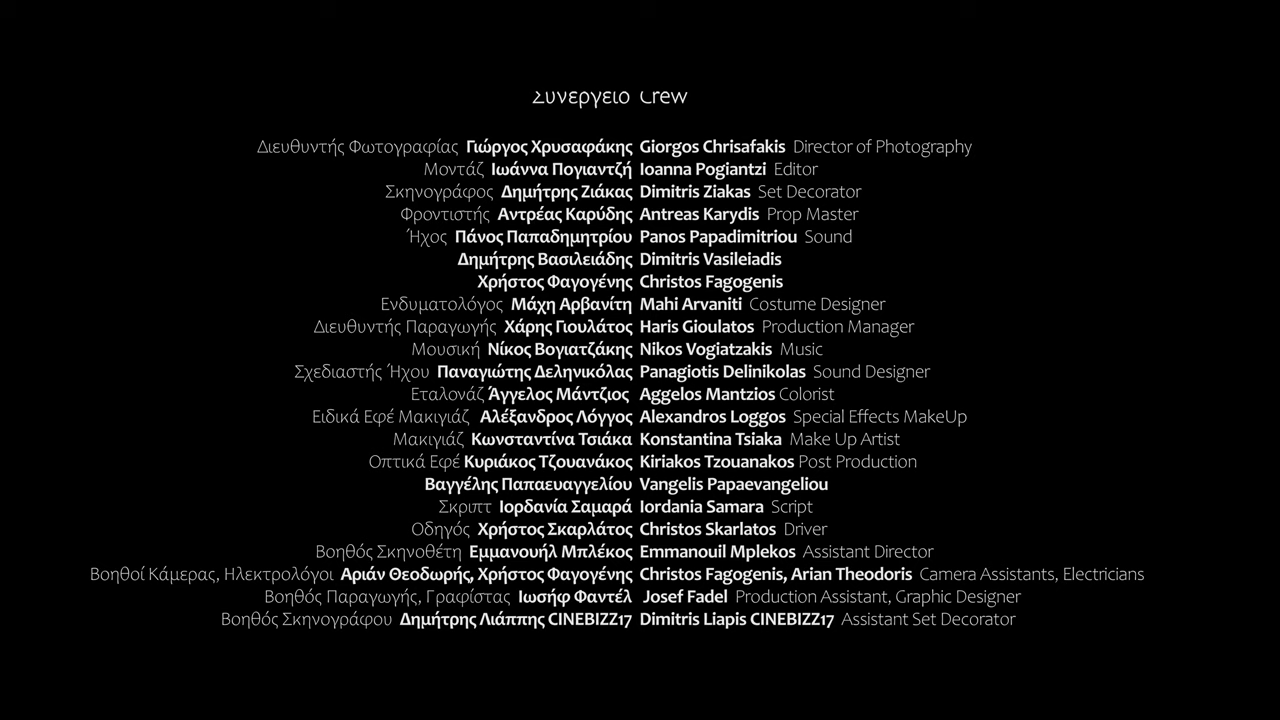 Συνεργείο Crew
Διευθυντής Φωτογραφίας Γιώργος Χρυσαφάκης Giorgos Chrisafakis Director of Photography
Μοντάζ Ιωάννα Πογιαντζή Ioanna Pogiantzi Editor
Σκηνογράφος Δημήτρης Ζιάκας Dimitris Ziakas Set Decorator
Φροντιστής Αντρέας Καρύδης Antreas Karydis Prop Master
Ήχος Πάνος Παπαδημητρίου Panos Papadimitriou Sound
Δημήτρης Βασιλειάδης Dimitris Vasileiadis
Χρήστος Φαγογένης Christos Fagogenis
Ενδυματολόγος Μάχη Αρβανίτη Mahi Arvaniti Costume Designer
Διευθυντής Παραγωγής Χάρης Γιουλάτος Haris Gioulatos Production Manager
Μουσική Νίκος Βογιατζάκης Nikos Vogiatzakis Music
Σχεδιαστής Ήχου Παναγιώτης Δεληνικόλας Panagiotis Delinikolas Sound Designer
Εταλονάζ Άγγελος Μάντζιος Aggelos Mantzios Colorist
Ειδικά Εφέ Μακιγιάζ Αλέξανδρος Λόγγος Alexandros Loggos Special Effects MakeUp
Μακιγιάζ Κωνσταντίνα Τσιάκα Konstantina Tsiaka Make Up Artist
Οπτικά Εφέ Κυριάκος Τζουανάκος Kiriakos Tzouanakos Post Production
Βαγγέλης Παπαευαγγελίου Vangelis Papaevangeliou
Σκριπτ Ιορδανία Σαμαρά Iordania Samara Script
Οδηγός Χρήστος Σκαρλάτος Christos Skarlatos Driver
Βοηθός Σκηνοθέτη Εμμανουήλ Μπλέκος Emmanouil Mplekos Assistant Director
Βοηθοί Κάμερας, Ηλεκτρολόγοι Αριάν Θεοδωρής, Χρήστος Φαγογένης Christos Fagogenis, Arian Theodoris Camera Assistants, Electricians
Βοηθός Παραγωγής, Γραφίστας Ιωσήφ Φαντέλ Josef Fadel Production Assistant, Graphic Designer
Βοηθός Σκηνογράφου Δημήτρης Λιάππης CINEBIZZ17 Dimitris Liapis CINEBIZZ17 Assistant Set Decorator